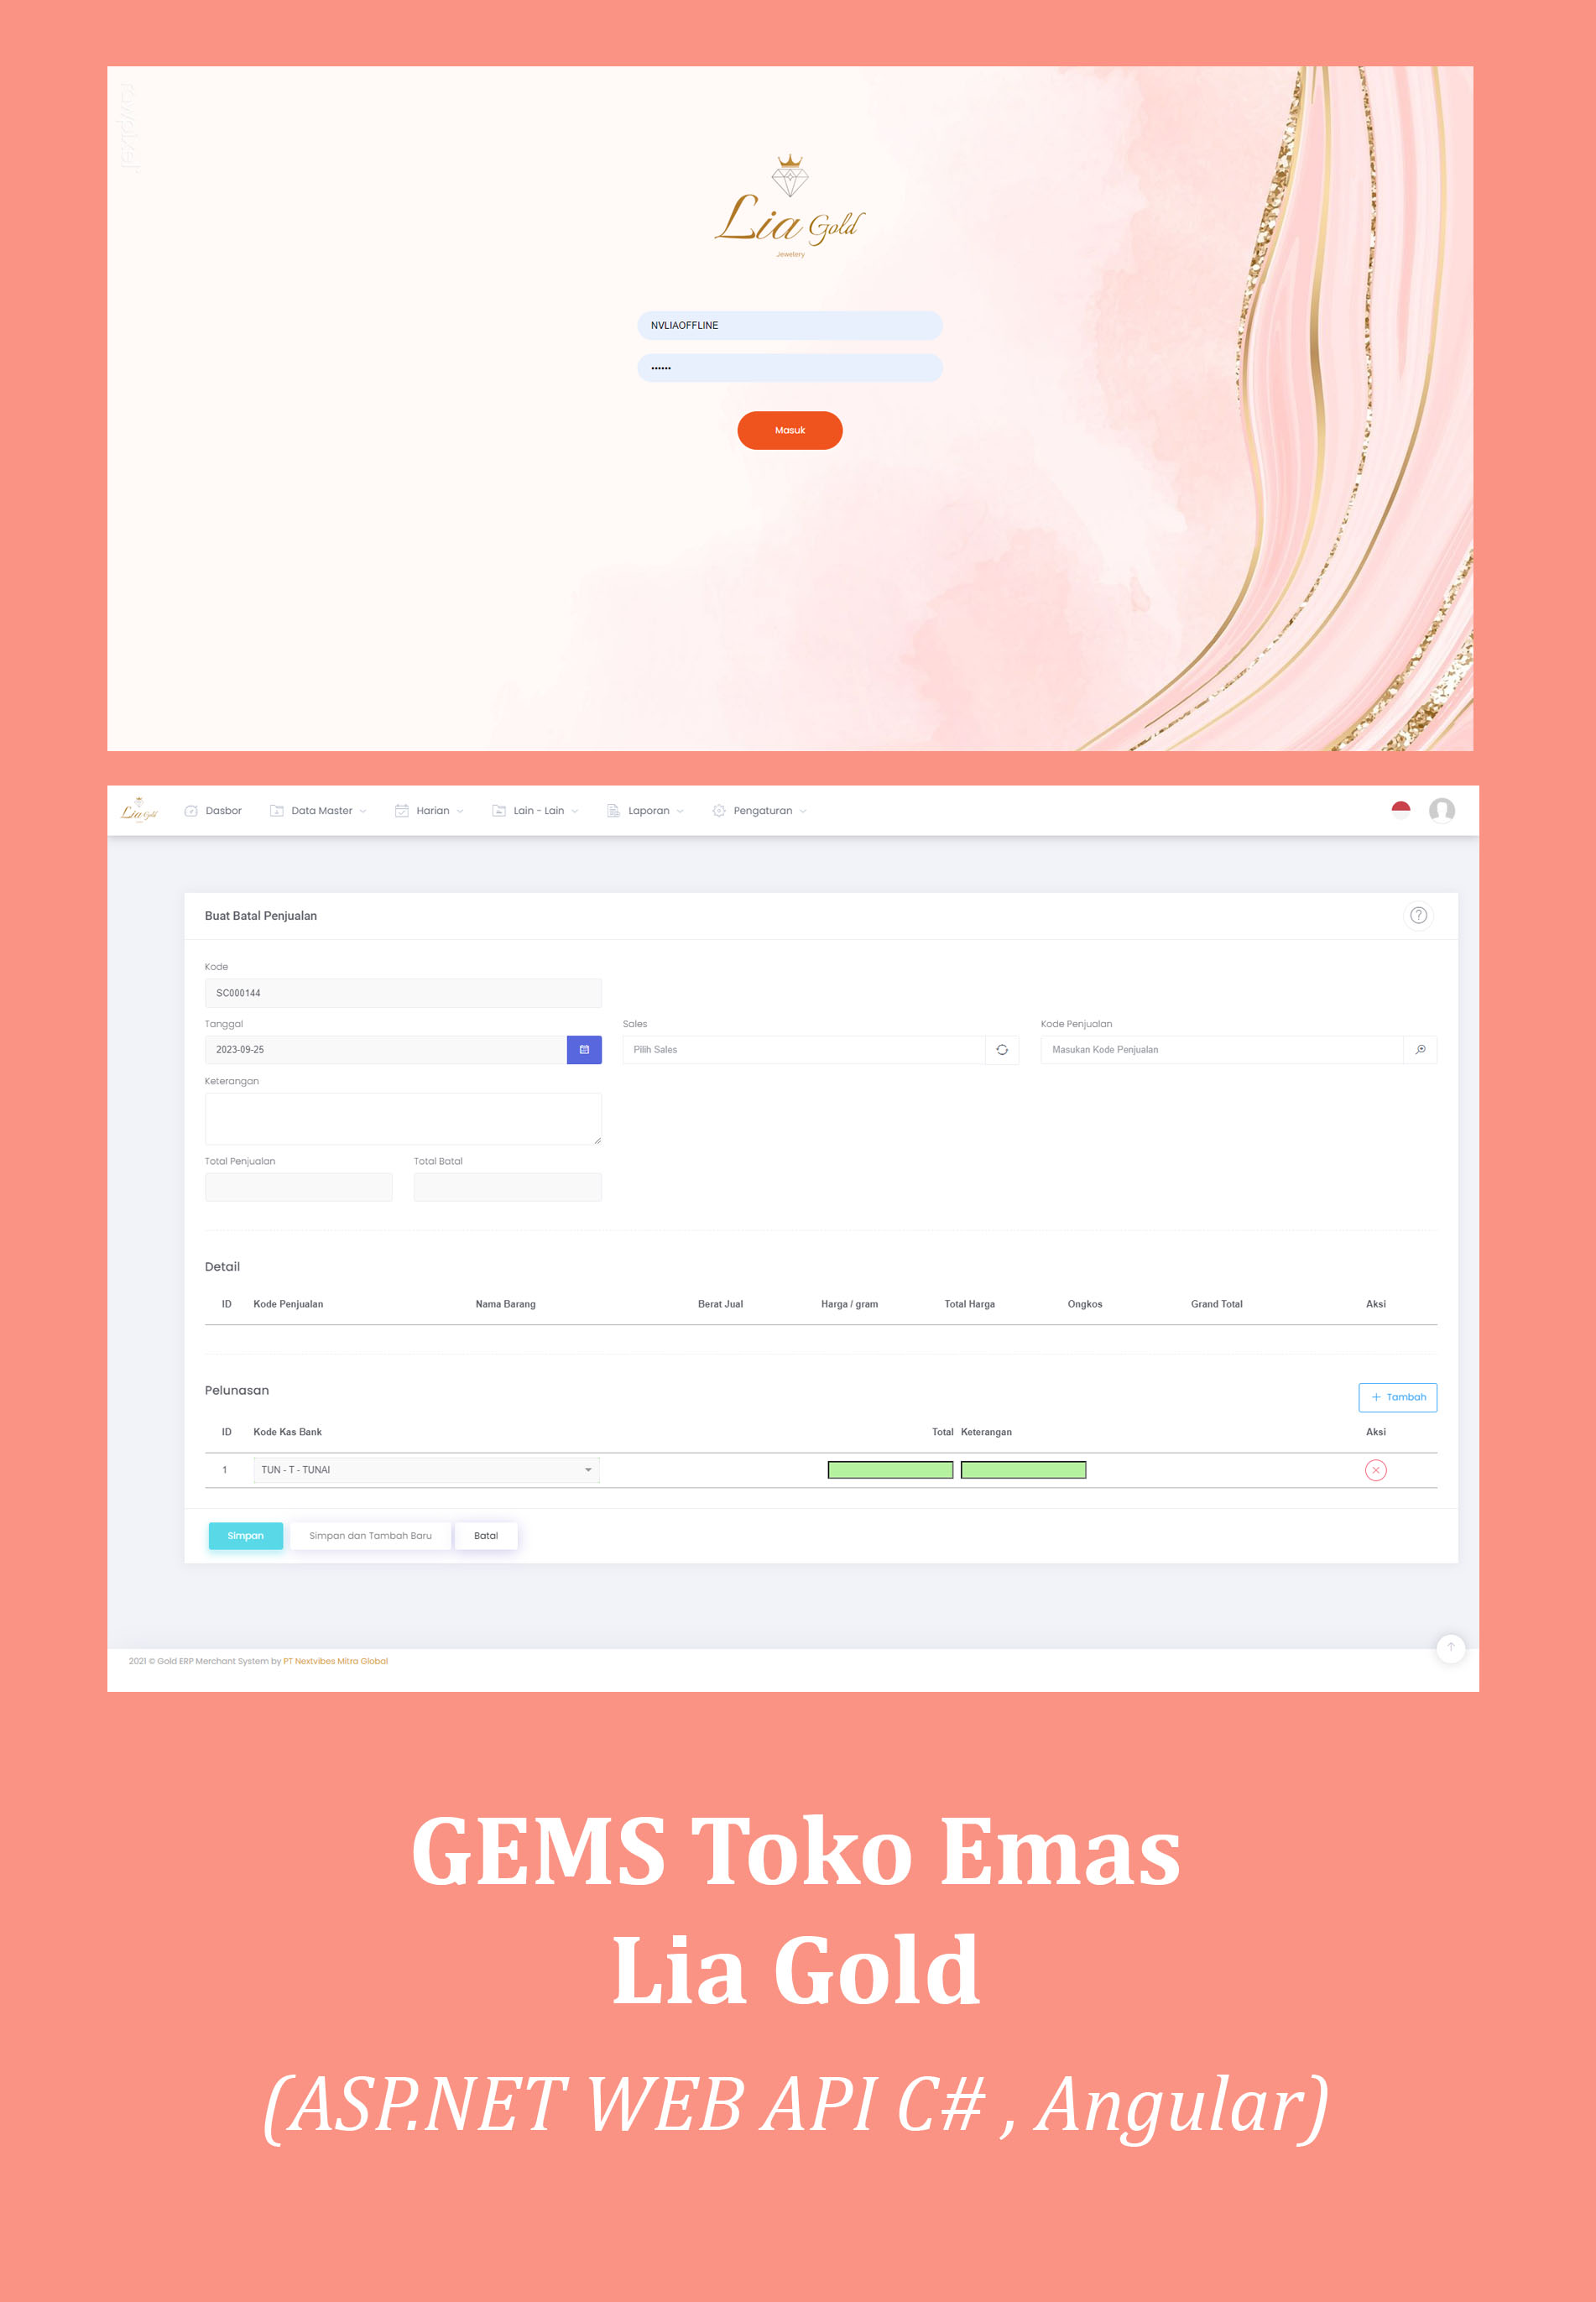 rawpixel
Lia Gold
Jewelery
NVLIAOFFLINE
••••••
Masuk
Lia Gold
Dasbor Data Master Harian Lain - Lain Laporan Pengaturan
Buat Batal Penjualan
?
Kode
SC000144
Tanggal Sales Kode Penjualan
2023-09-25 Pilih Sales Masukan Kode Penjualan
Keterangan
Total Penjualan Total Batal
Detail
ID Kode Penjualan Nama Barang Berat Jual Harga / gram Total Harga Ongkos Grand Total Aksi
Pelunasan
+ Tambah
ID Kode Kas Bank Total Keterangan Aksi
1 TUN - T - TUNAI
Simpan Simpan dan Tambah Baru Batal
2021 © Gold ERP Merchant System by PT Nextvibes Mitra Global
GEMS Toko Emas
Lia Gold
(ASP.NET WEB API C# , Angular)